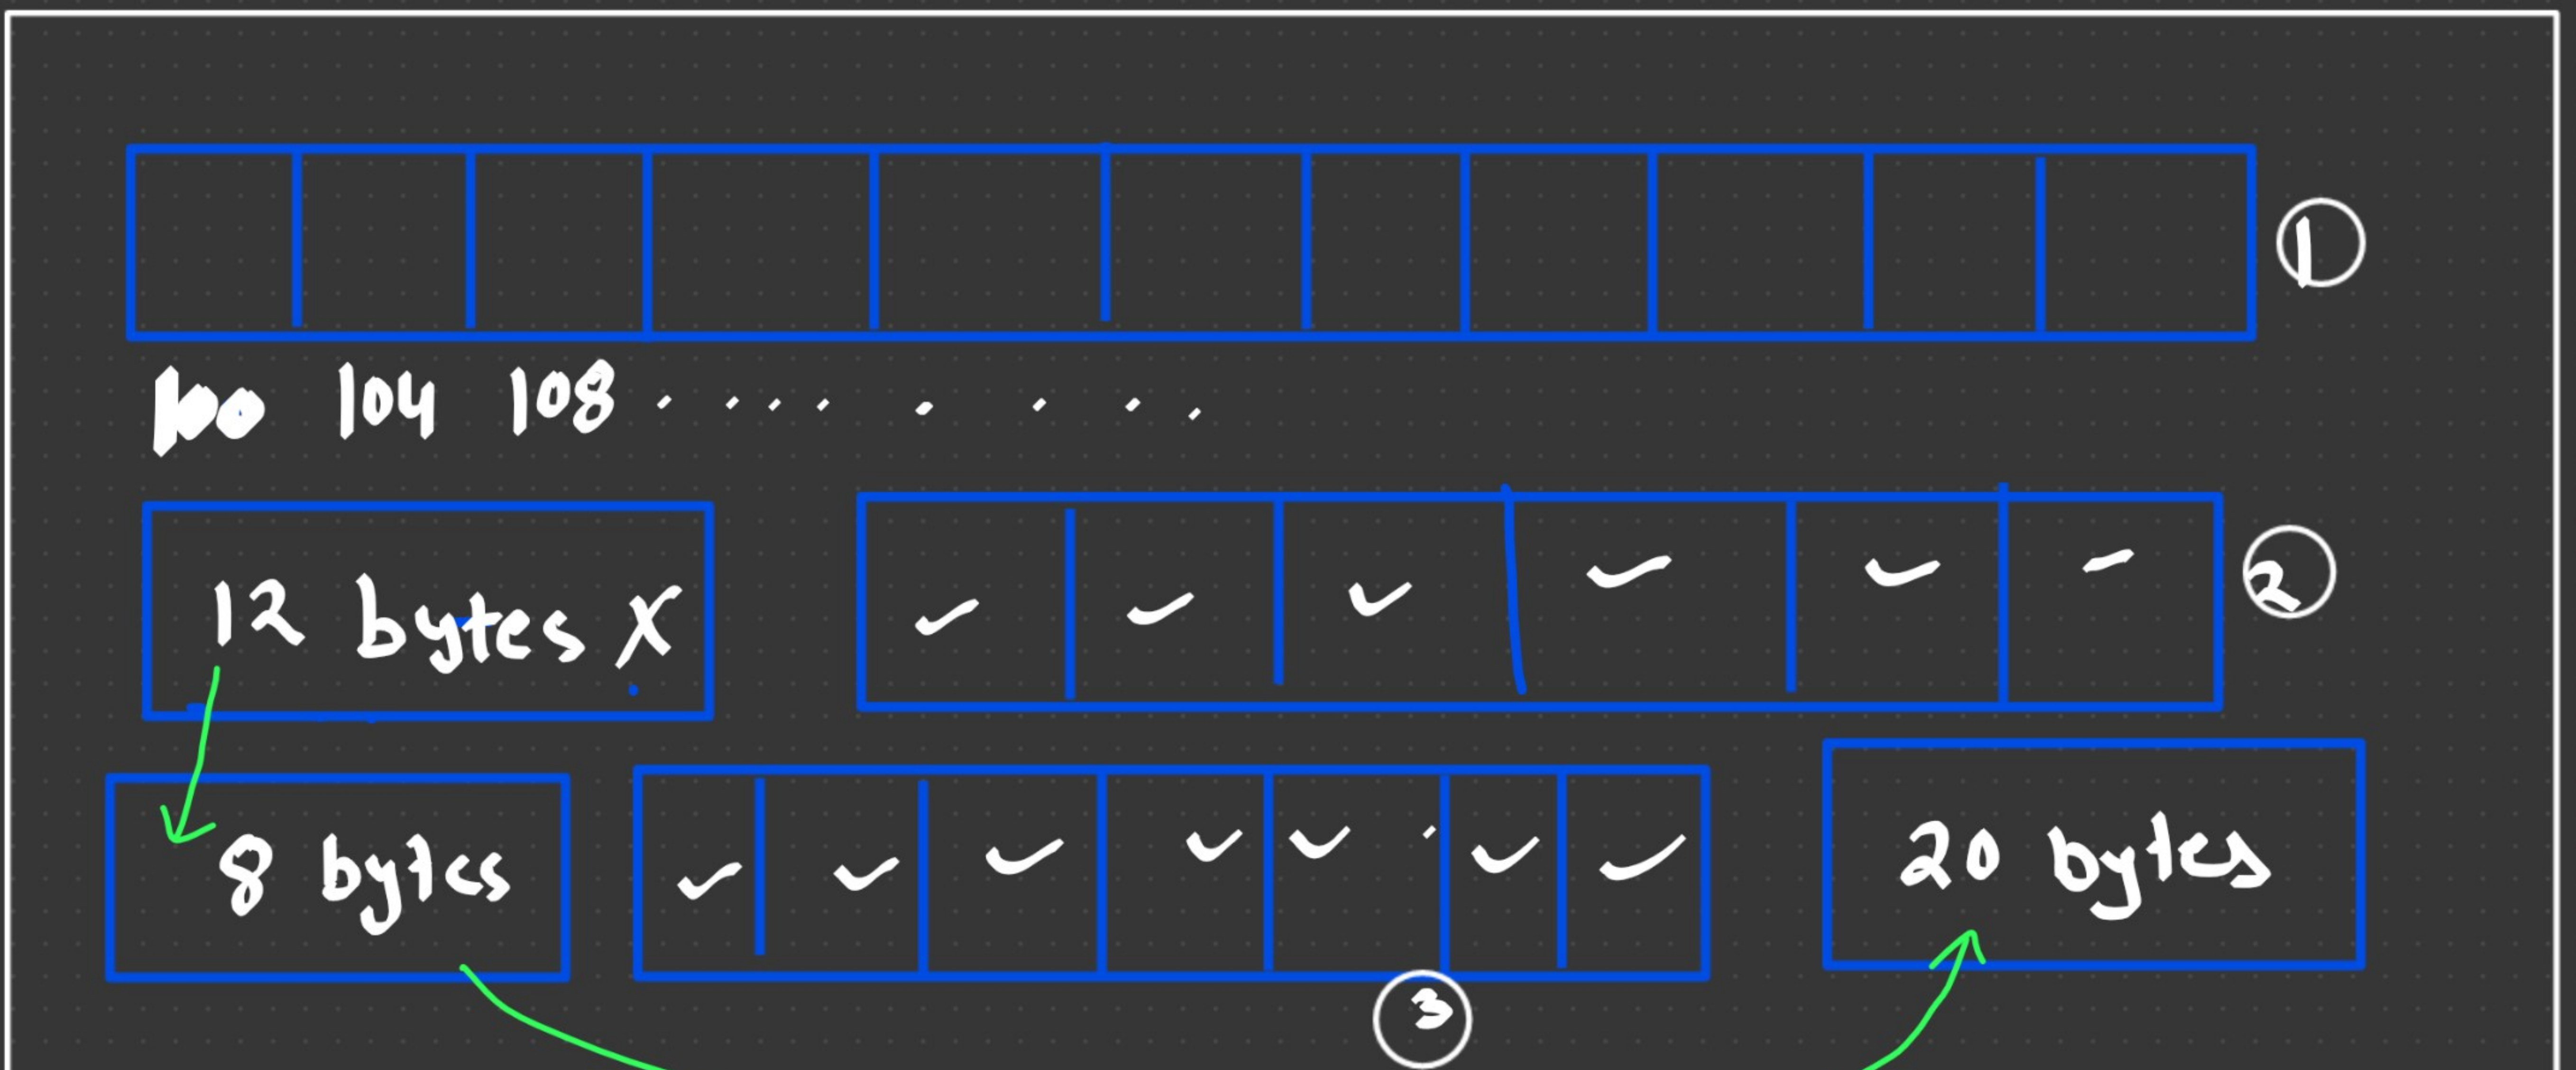 1
100 104 108 . . . . . . . .
12 bytes X
2
8 bytes
20 bytes
3